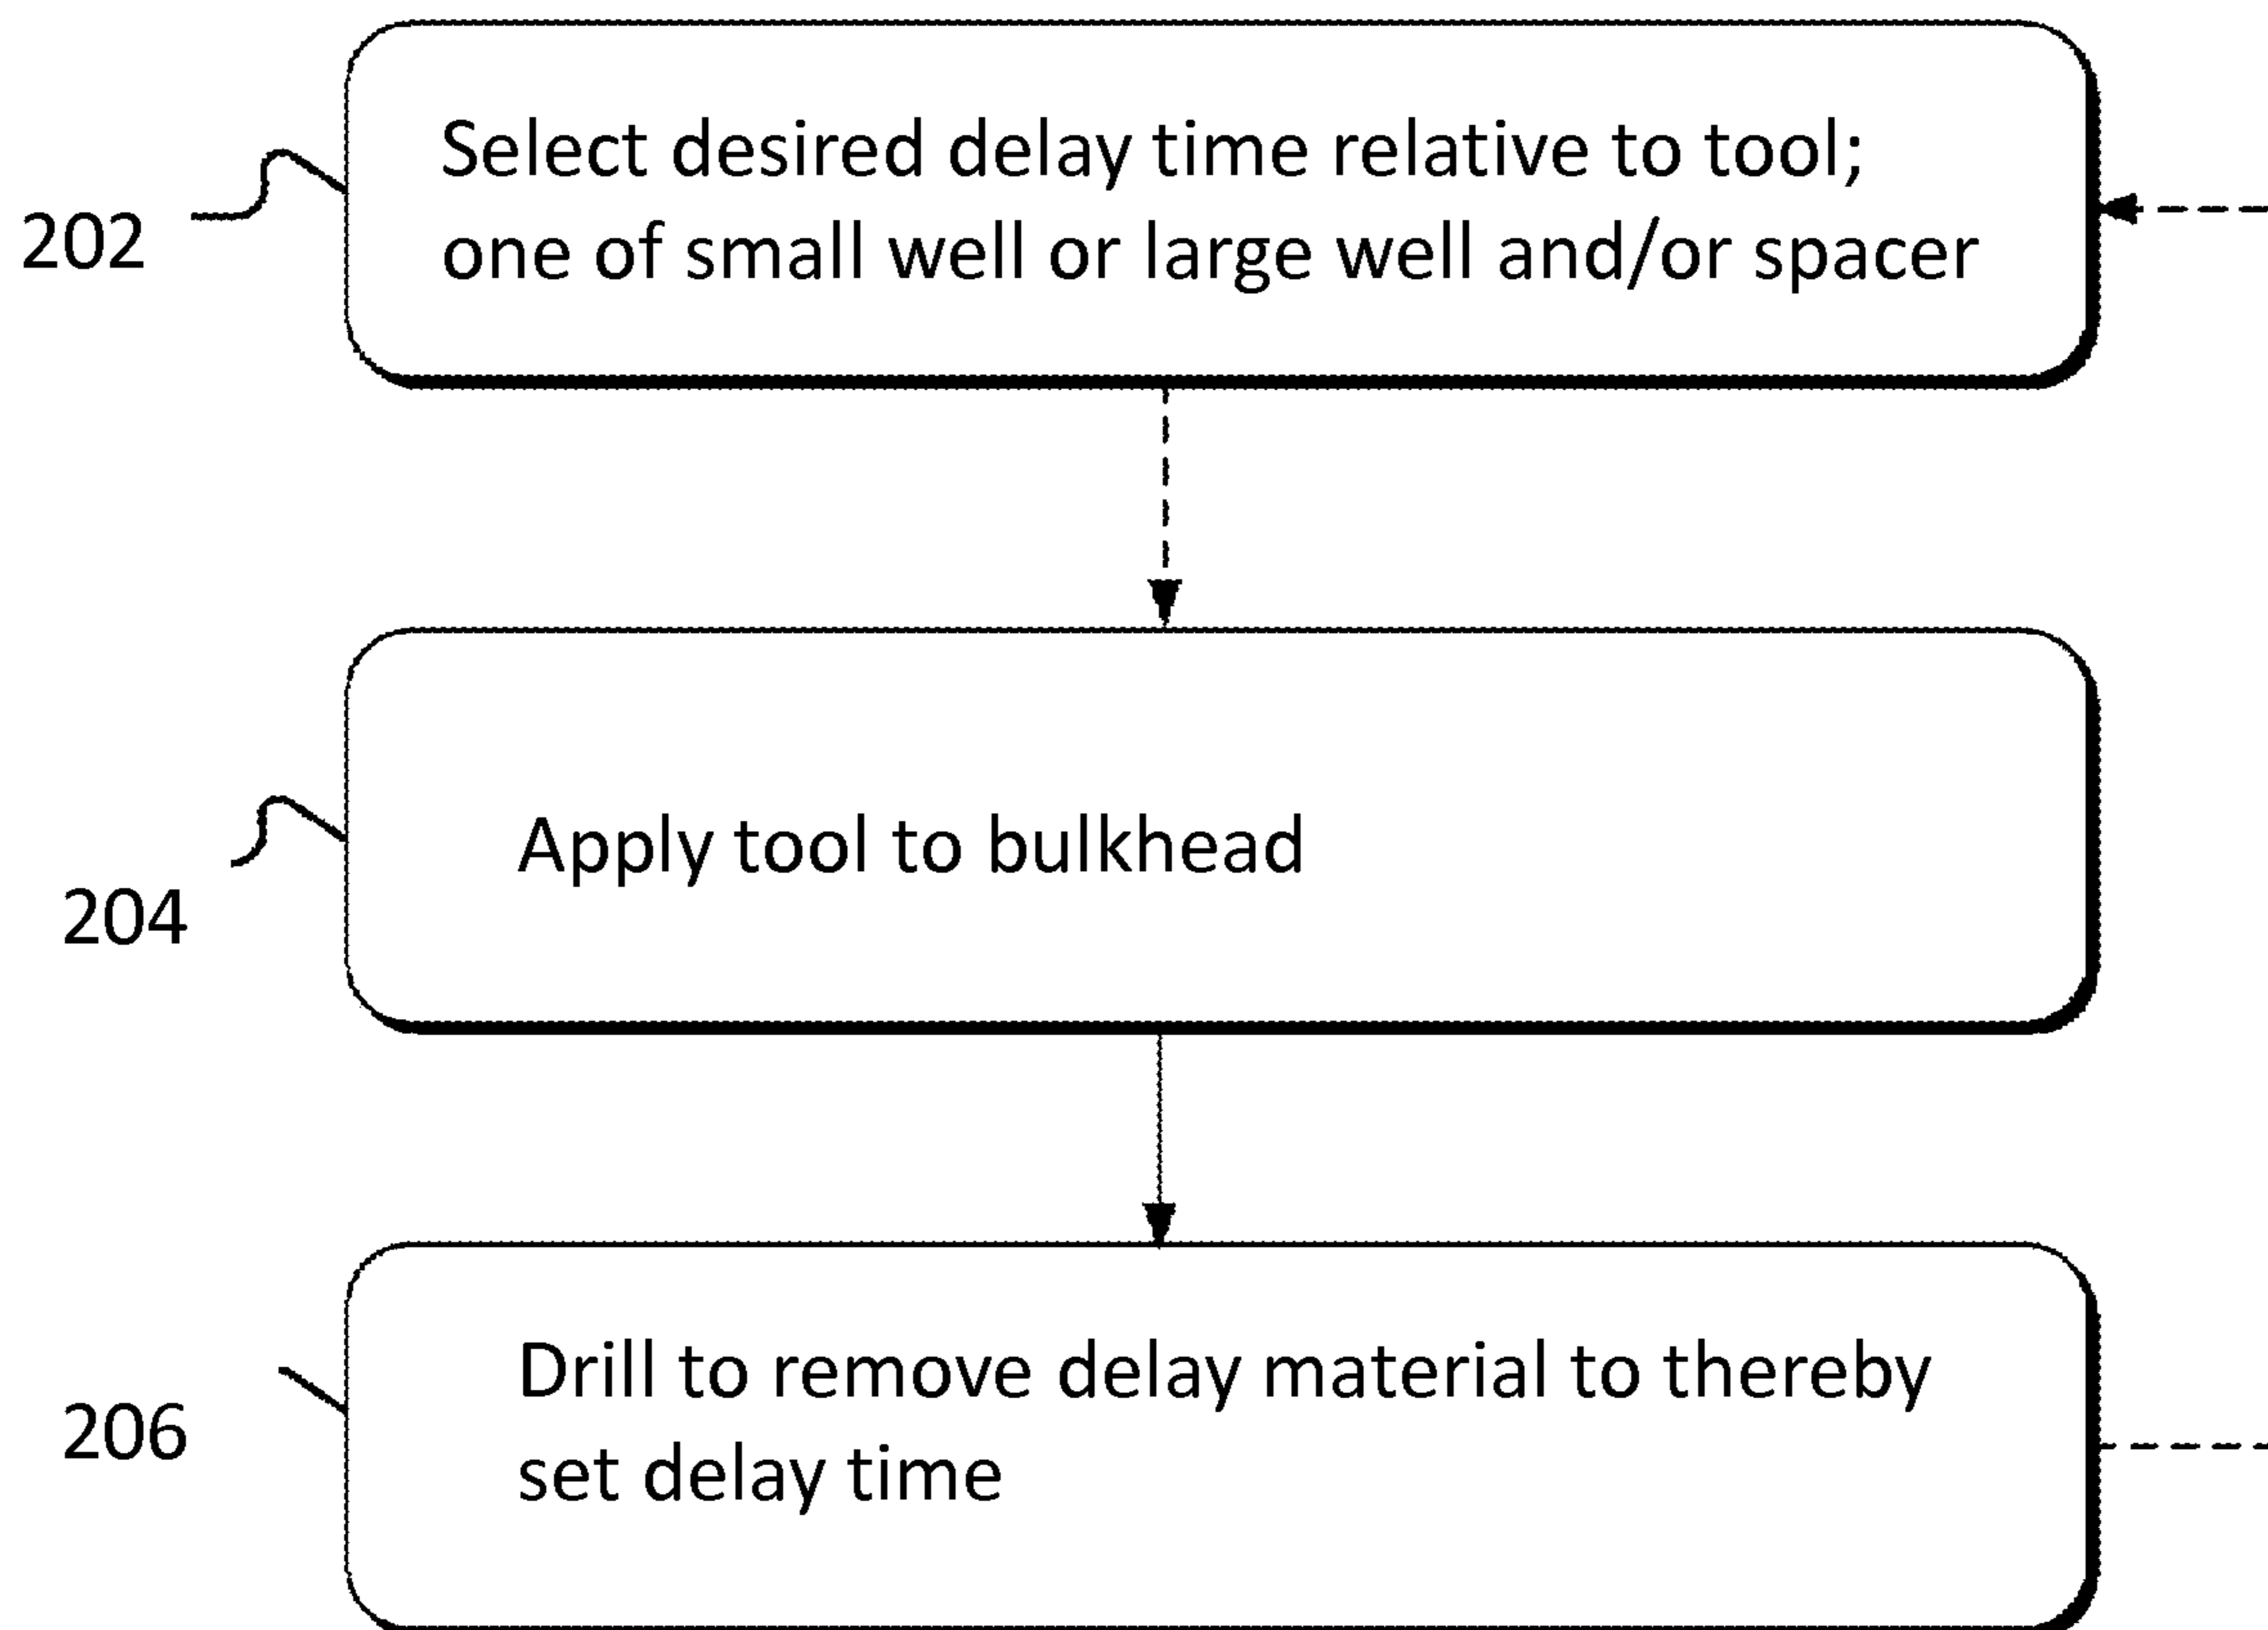 202
Select desired delay time relative to tool;
one of small well or large well and/or spacer
204
Apply tool to bulkhead
206
Drill to remove delay material to thereby
set delay time